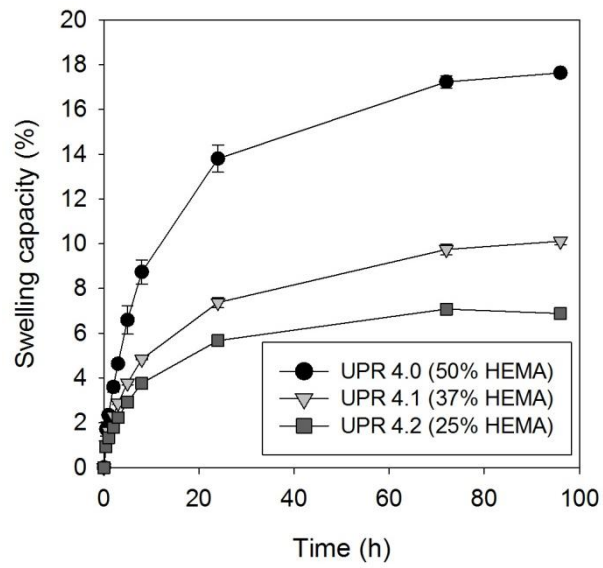 Swelling capacity (%)
20
18
16
14
12
10
8
6
4
2
0
UPR 4.0 (50% HEMA)
UPR 4.1 (37% HEMA)
UPR 4.2 (25% HEMA)
0 20 40 60 80 100
Time (h)